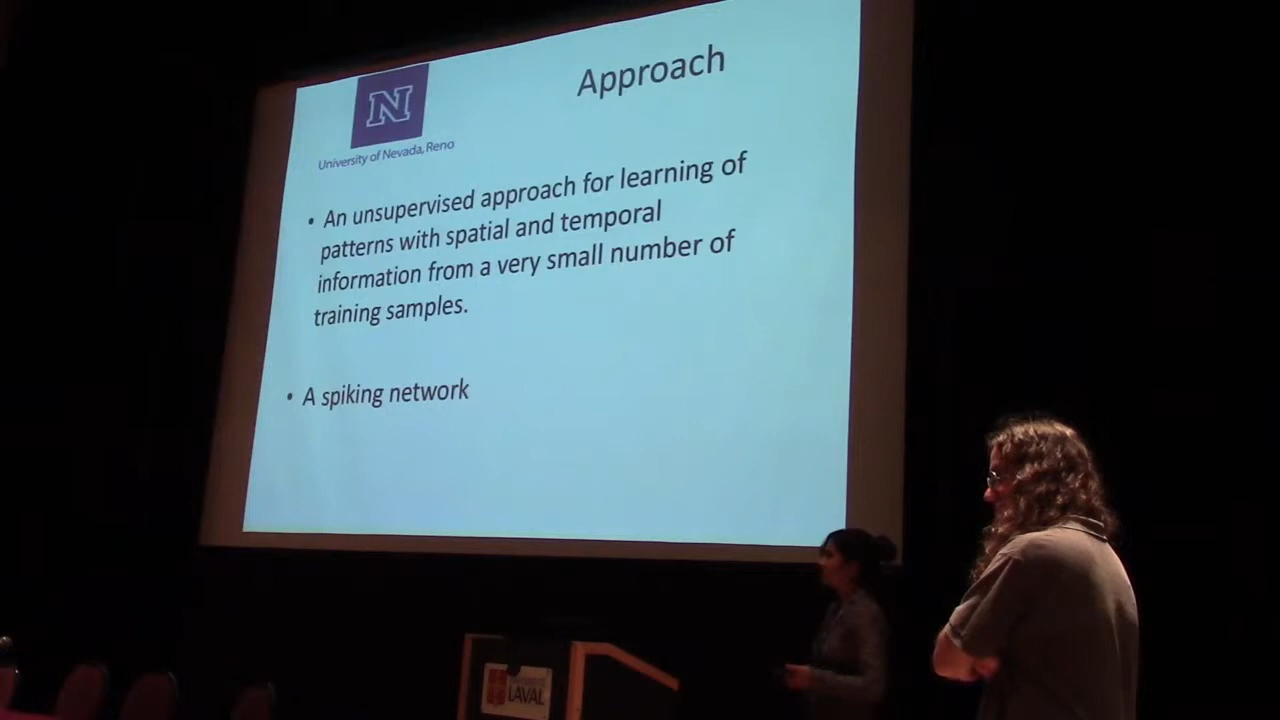 Approach
N
University of Nevada, Reno
• An unsupervised approach for learning of
patterns with spatial and temporal
information from a very small number of
training samples.
• A spiking network
LAVAL